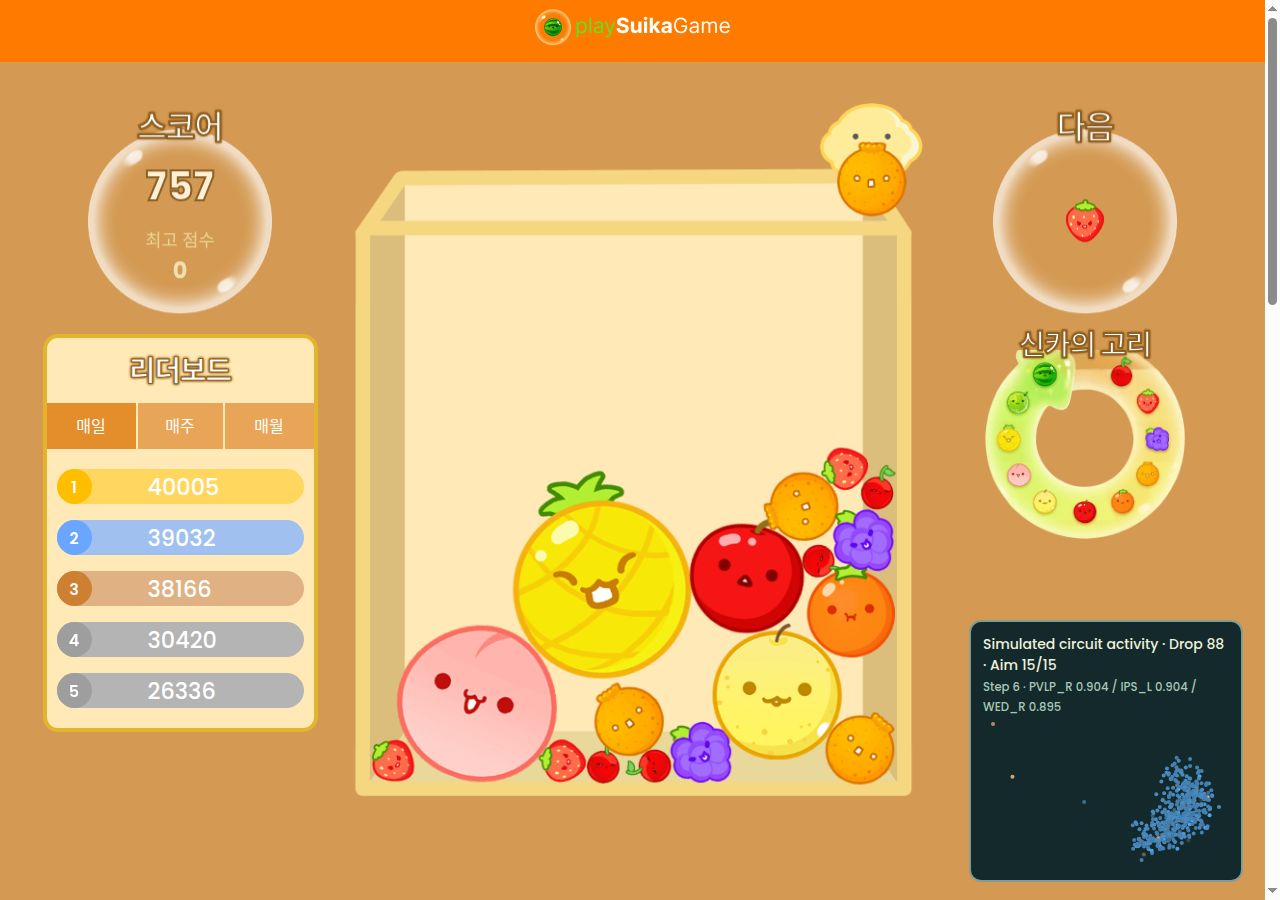 playSuikaGame
스코어
757
최고 점수
0
다음
리더보드
매일
매주
매월
1
40005
2
39032
3
38166
4
30420
5
26336
신카의 고리
Simulated circuit activity · Drop 88
· Aim 15/15
Step 6 · PVLP_R 0.904 / IPS_L 0.904 /
WED_R 0.895